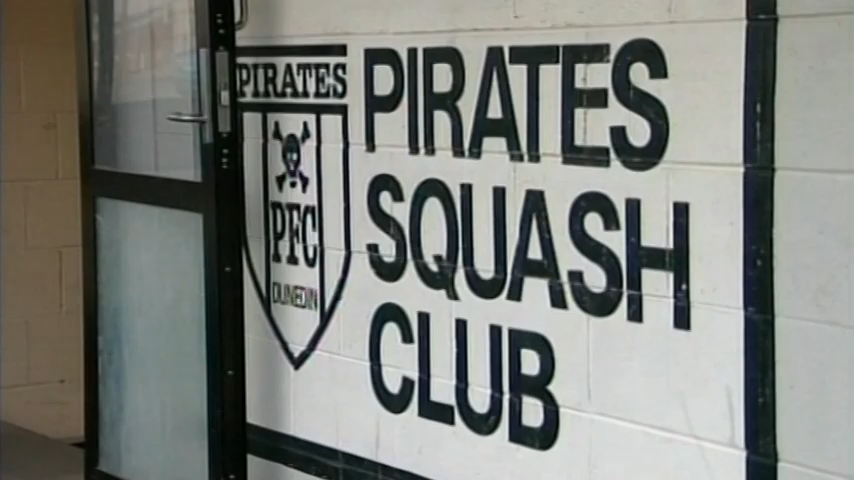 PIRATES
PFC
DUNEDIN
PIRATES
SQUASH
CLUB